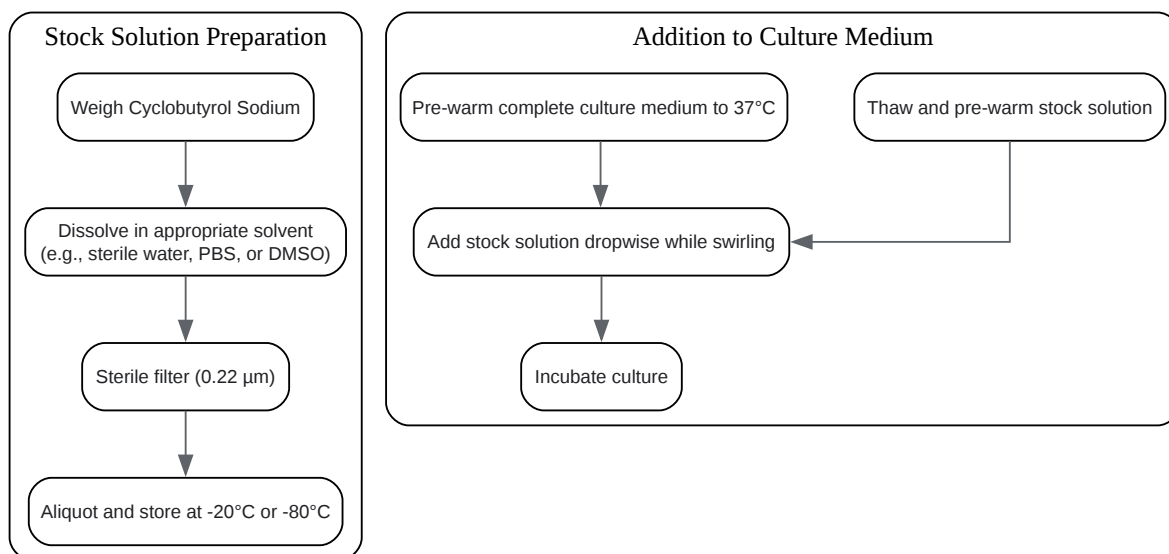 Stock Solution Preparation
Weigh Cyclobutyrol Sodium
Dissolve in appropriate solvent
(e.g., sterile water, PBS, or DMSO)
Sterile filter (0.22 µm)
Aliquot and store at -20°C or -80°C
Addition to Culture Medium
Pre-warm complete culture medium to 37°C
Thaw and pre-warm stock solution
Add stock solution dropwise while swirling
Incubate culture